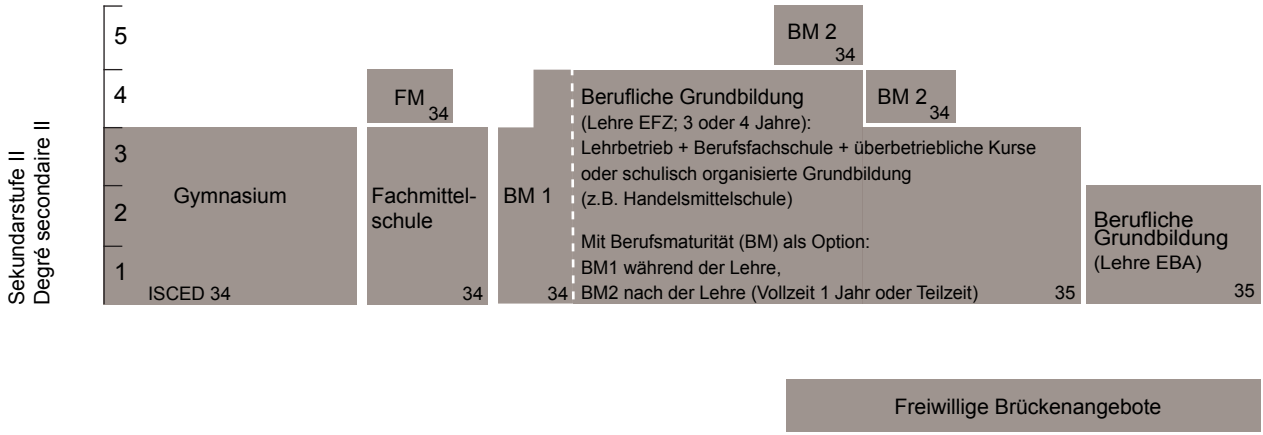 Sekundarstufe II
Degré secondaire II
5
4
3
2
1
Gymnasium
ISCED 34
FM
34
Fachmittel-
schule
34
BM 1
34
Berufliche Grundbildung
(Lehre EFZ; 3 oder 4 Jahre):
Lehrbetrieb + Berufsfachschule + überbetriebliche Kurse
oder schulisch organisierte Grundbildung
(z.B. Handelsmittelschule)
Mit Berufsmaturität (BM) als Option:
BM1 während der Lehre,
BM2 nach der Lehre (Vollzeit 1 Jahr oder Teilzeit)
35
BM 2
34
BM 2
34
Berufliche
Grundbildung
(Lehre EBA)
35
Freiwillige Brückenangebote